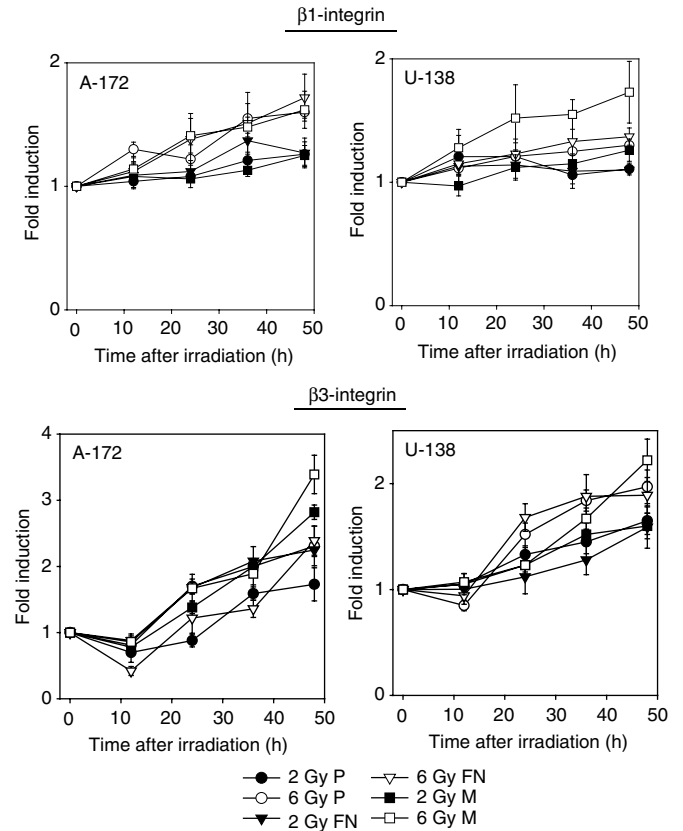 β1-integrin
A-172
U-138
2
1
0
Fold induction
0 10 20 30 40 50
Time after irradiation (h)
2
1
0
Fold induction
0 10 20 30 40 50
Time after irradiation (h)
β3-integrin
A-172
U-138
4
3
2
1
0
Fold induction
0 10 20 30 40 50
Time after irradiation (h)
2
1
0
Fold induction
0 10 20 30 40 50
Time after irradiation (h)
2 Gy P
6 Gy P
2 Gy FN
6 Gy FN
2 Gy M
6 Gy M